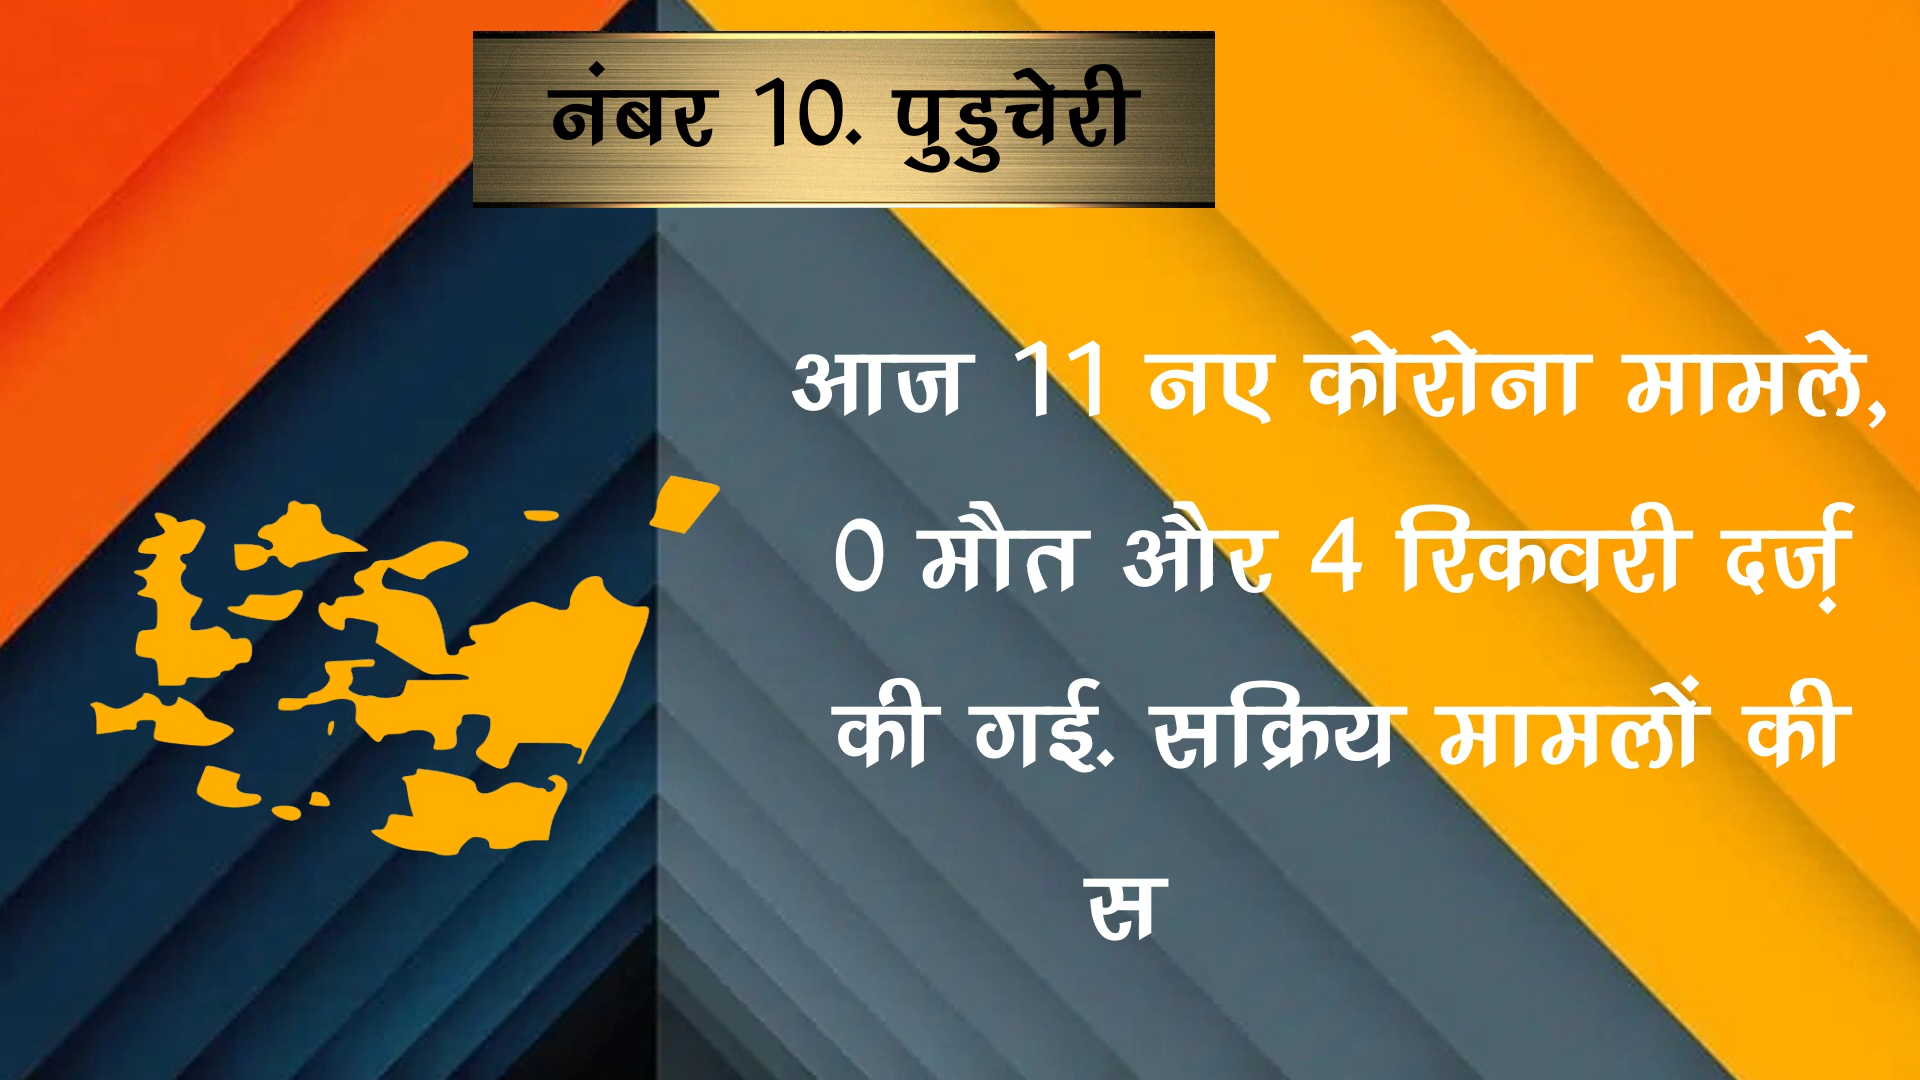 नंबर 10. पुडुचेरी
आज 11 नए कोरोना मामले,
0 मौत और 4 रिकवरी दर्ज़
की गई. सक्रिय मामलों की
स